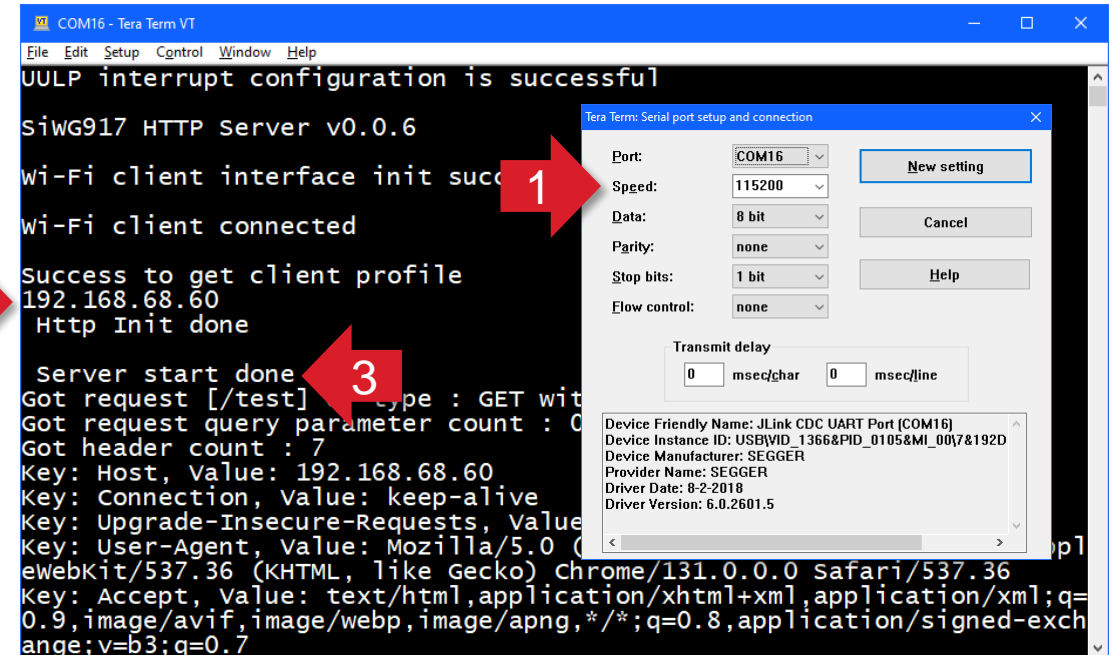 COM16 - Tera Term VT
File Edit Setup Control Window Help
UULP interrupt configuration is successful
SiWG917 HTTP Server v0.0.6
Wi-Fi client interface init succ
Wi-Fi client connected
Success to get client profile
192.168.68.60
Http Init done
Server start done
Got request [/test] type : GET wit
Got request query parameter count : 0
Got header count : 7
Key: Host, Value: 192.168.68.60
Key: Connection, Value: keep-alive
Key: Upgrade-Insecure-Requests, Value
Key: User-Agent, Value: Mozilla/5.0 ( ppl
eWebKit/537.36 (KHTML, like Gecko) Chrome/131.0.0.0 Safari/537.36
Key: Accept, Value: text/html,application/xhtml+xml,application/xml;q=
0.9,image/avif,image/webp,image/apng,*/*;q=0.8,application/signed-exch
ange;v=b3;q=0.7
1
3
Tera Term: Serial port setup and connection
Port: COM16 New setting
Speed: 115200
Data: 8 bit Cancel
Parity: none
Stop bits: 1 bit Help
Flow control: none
Transmit delay
0 msec/char 0 msec/line
Device Friendly Name: JLink CDC UART Port (COM16)
Device Instance ID: USB\VID_1366&PID_0105&MI_00\7&192D
Device Manufacturer: SEGGER
Provider Name: SEGGER
Driver Date: 8-2-2018
Driver Version: 6.0.2601.5